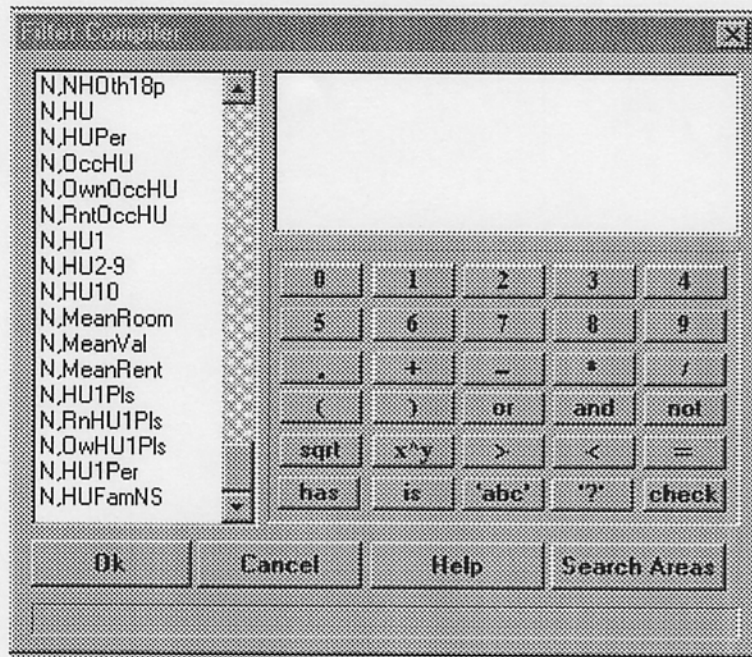 Filter Compiler
N,NHOth18p
N,HU
N,HUPer
N,OccHU
N,OwnOccHU
N,RntOccHU
N,HU1
N,HU2-9
N,HU10
N,MeanRoom
N,MeanVal
N,MeanRent
N,HU1Pls
N,RnHU1Pls
N,OwHU1Pls
N,HU1Per
N,HUFamNS
0 1 2 3 4
5 6 7 8 9
. + - * /
( ) or and not
sqrt x^y > < =
has is 'abc' '?' check
Ok Cancel Help Search Areas